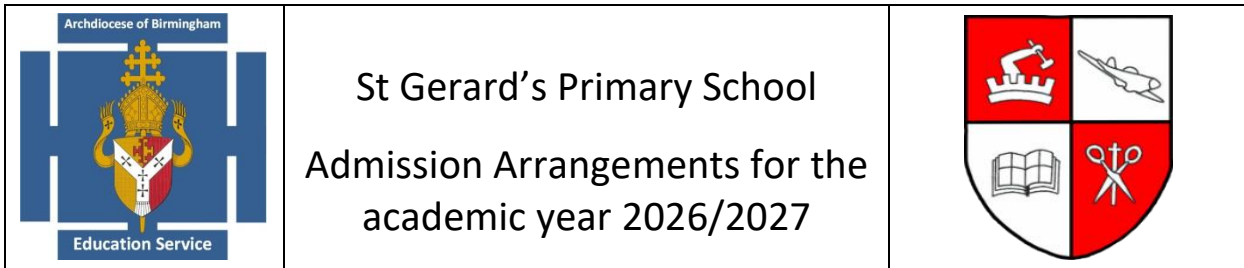 Archdiocese of Birmingham
Education Service
St Gerard’s Primary School
Admission Arrangements for the
academic year 2026/2027